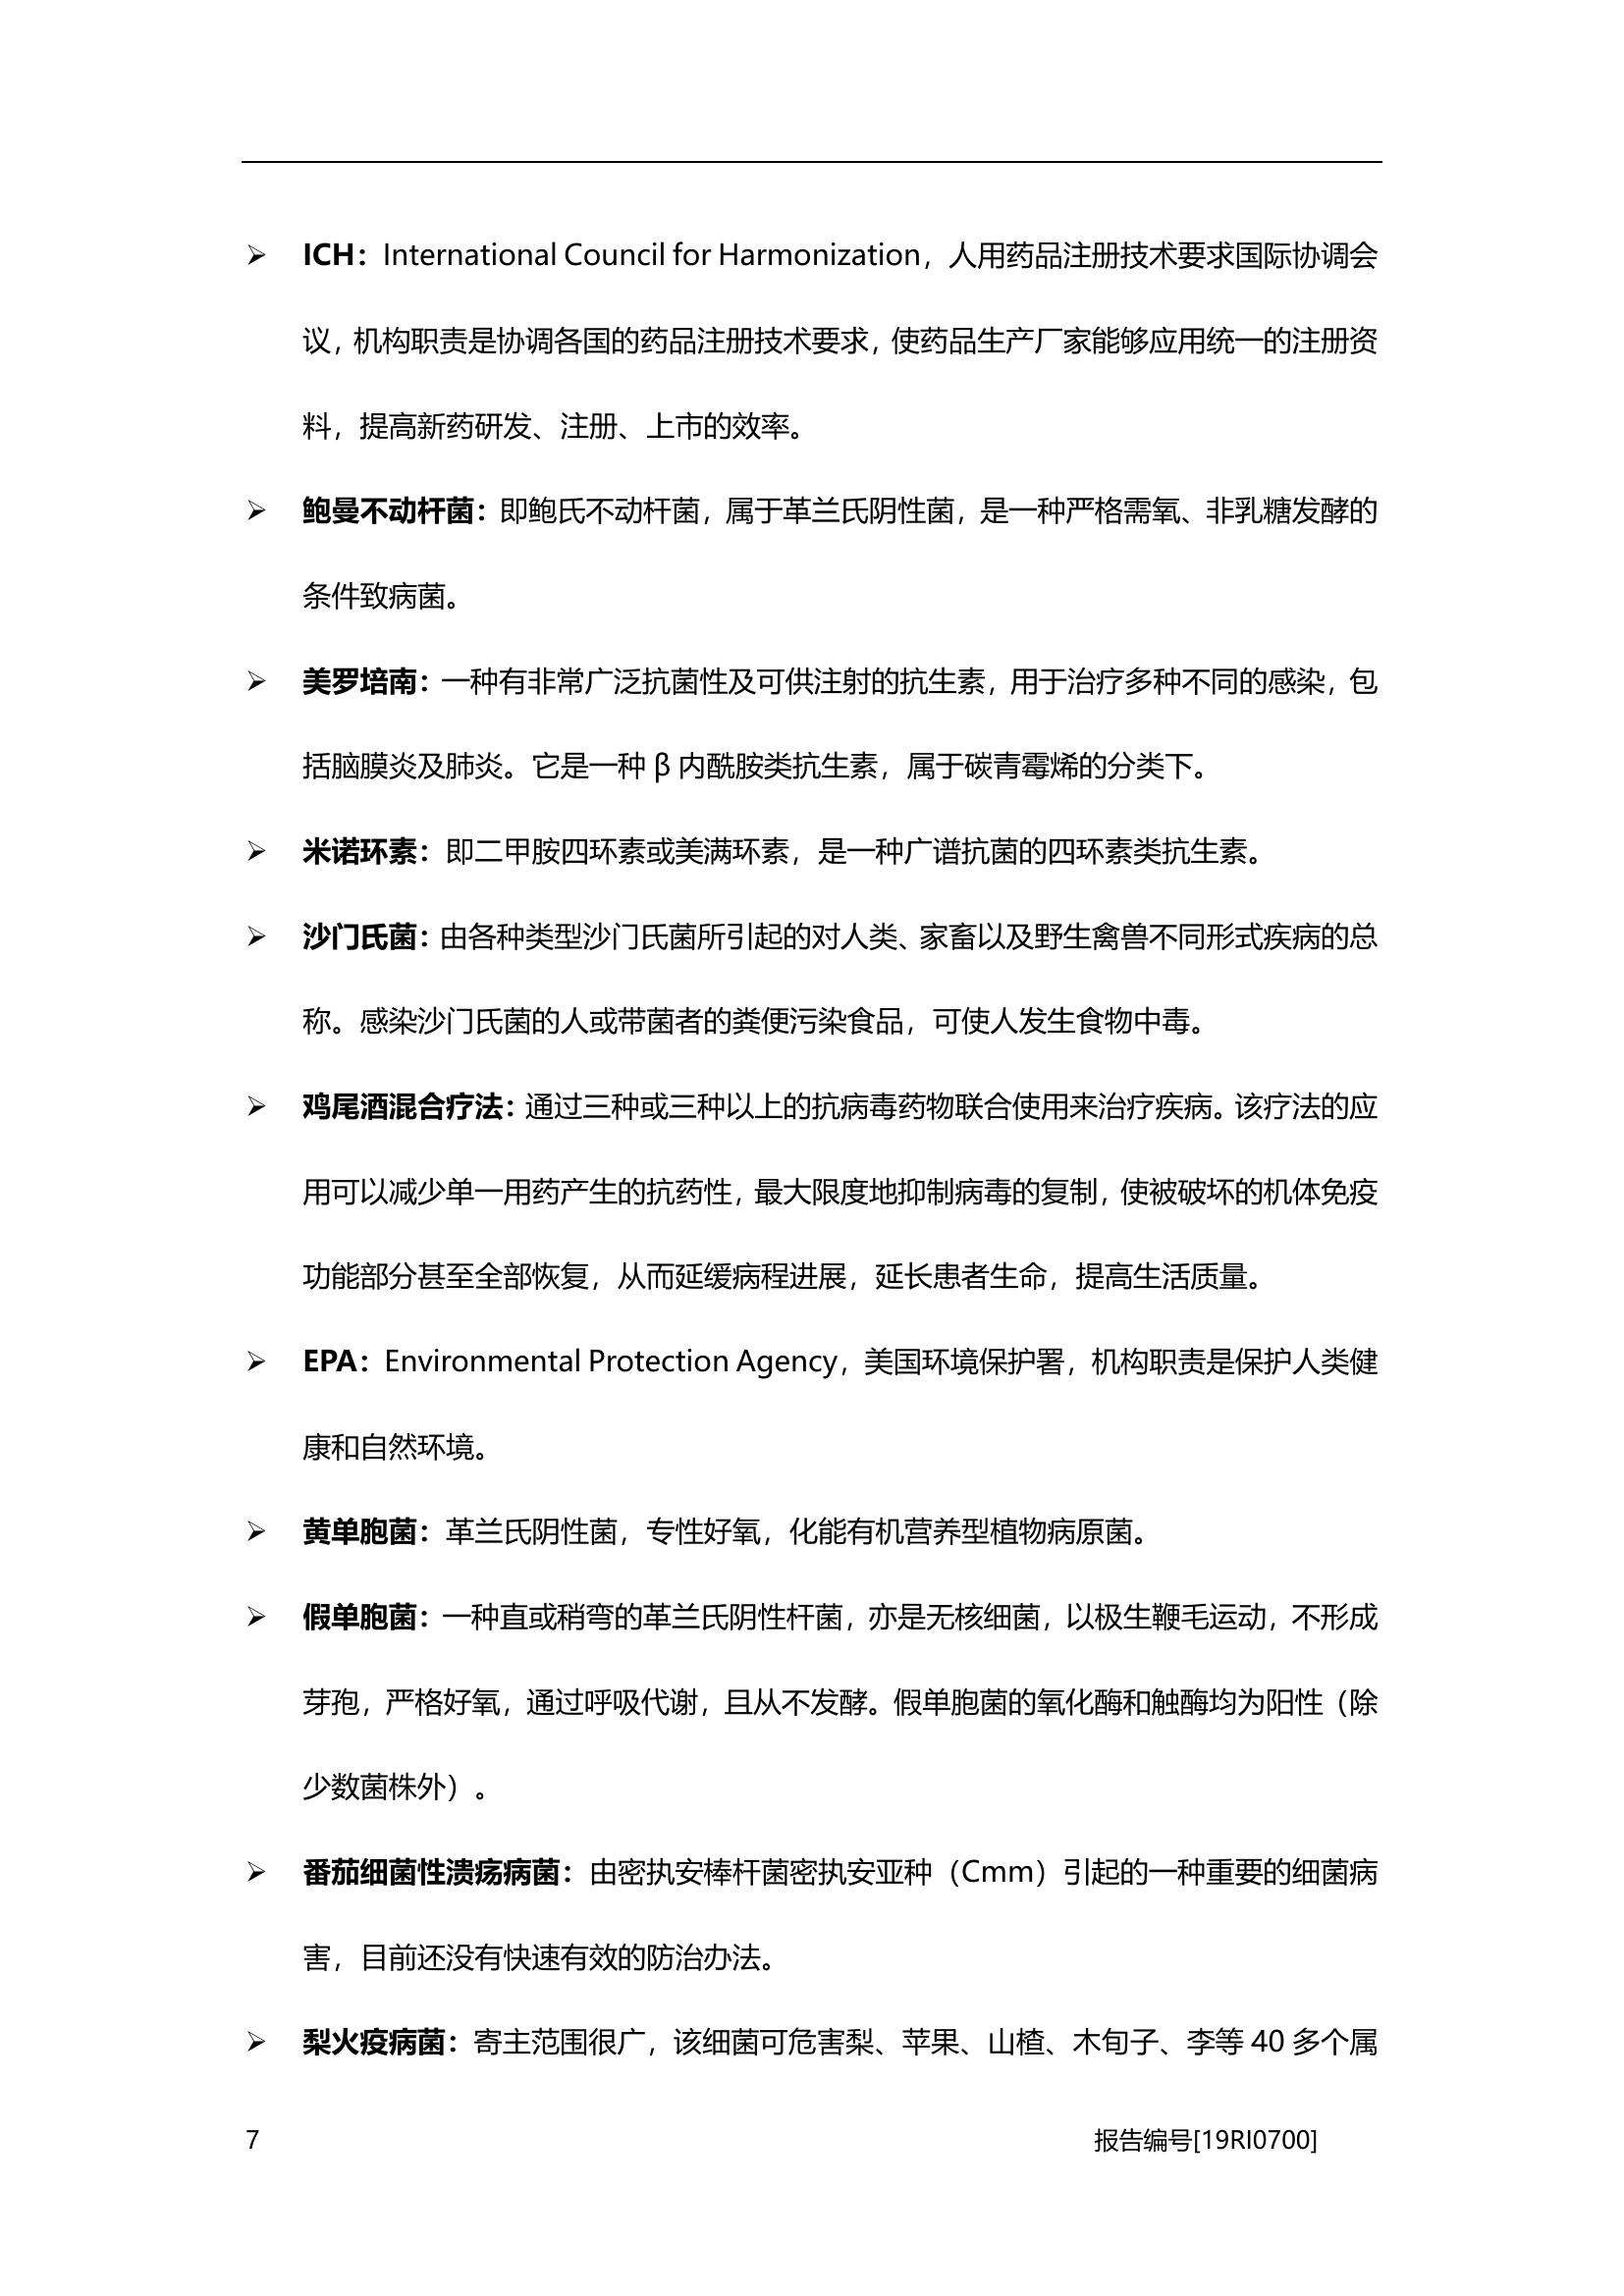 ➢ ICH：International Council for Harmonization，人用药品注册技术要求国际协调会
议，机构职责是协调各国的药品注册技术要求，使药品生产厂家能够应用统一的注册资
料，提高新药研发、注册、上市的效率。
➢ 鲍曼不动杆菌：即鲍氏不动杆菌，属于革兰氏阴性菌，是一种严格需氧、非乳糖发酵的
条件致病菌。
➢ 美罗培南：一种有非常广泛抗菌性及可供注射的抗生素，用于治疗多种不同的感染，包
括脑膜炎及肺炎。它是一种 β 内酰胺类抗生素，属于碳青霉烯的分类下。
➢ 米诺环素：即二甲胺四环素或美满环素，是一种广谱抗菌的四环素类抗生素。
➢ 沙门氏菌：由各种类型沙门氏菌所引起的对人类、家畜以及野生禽兽不同形式疾病的总
称。感染沙门氏菌的人或带菌者的粪便污染食品，可使人发生食物中毒。
➢ 鸡尾酒混合疗法：通过三种或三种以上的抗病毒药物联合使用来治疗疾病。该疗法的应
用可以减少单一用药产生的抗药性，最大限度地抑制病毒的复制，使被破坏的机体免疫
功能部分甚至全部恢复，从而延缓病程进展，延长患者生命，提高生活质量。
➢ EPA：Environmental Protection Agency，美国环境保护署，机构职责是保护人类健
康和自然环境。
➢ 黄单胞菌：革兰氏阴性菌，专性好氧，化能有机营养型植物病原菌。
➢ 假单胞菌：一种直或稍弯的革兰氏阴性杆菌，亦是无核细菌，以极生鞭毛运动，不形成
芽孢，严格好氧，通过呼吸代谢，且从不发酵。假单胞菌的氧化酶和触酶均为阳性（除
少数菌株外）。
➢ 番茄细菌性溃疡病菌：由密执安棒杆菌密执安亚种（Cmm）引起的一种重要的细菌病
害，目前还没有快速有效的防治办法。
➢ 梨火疫病菌：寄主范围很广，该细菌可危害梨、苹果、山楂、木旬子、李等 40 多个属
7 报告编号[19RI0700]